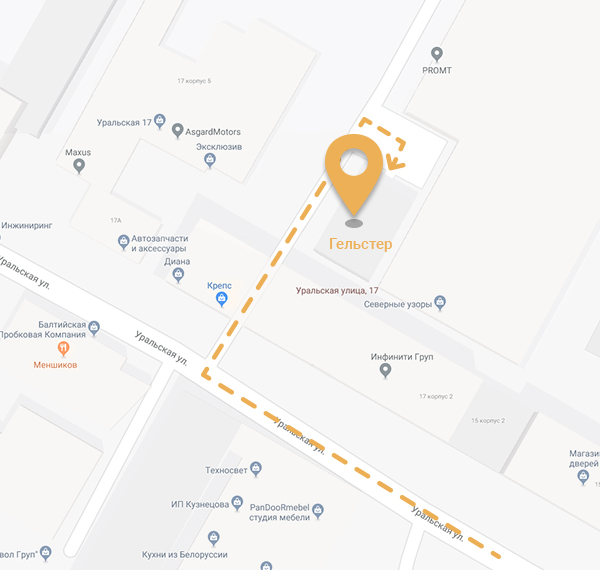 PROMT
17 корпус 5
Уральская 17
AsgardMotors
Эксклюзив
Maxus
17А
Инжиниринг
Автозапчасти
и аксессуары
Гельстер
Диана
Уральская ул.
Крепс
Уральская улица, 17
Северные узоры
Балтийская
Пробковая Компания
Уральская ул.
Меншиков
Инфинити Груп
17 корпус 2
15 корпус 2
Уральская ул.
Магазин
дверей
Техносвет
ИП Кузнецова
PanDooRmebel
студия мебели
Уральская ул.
Кухни из Белоруссии
вол Груп"